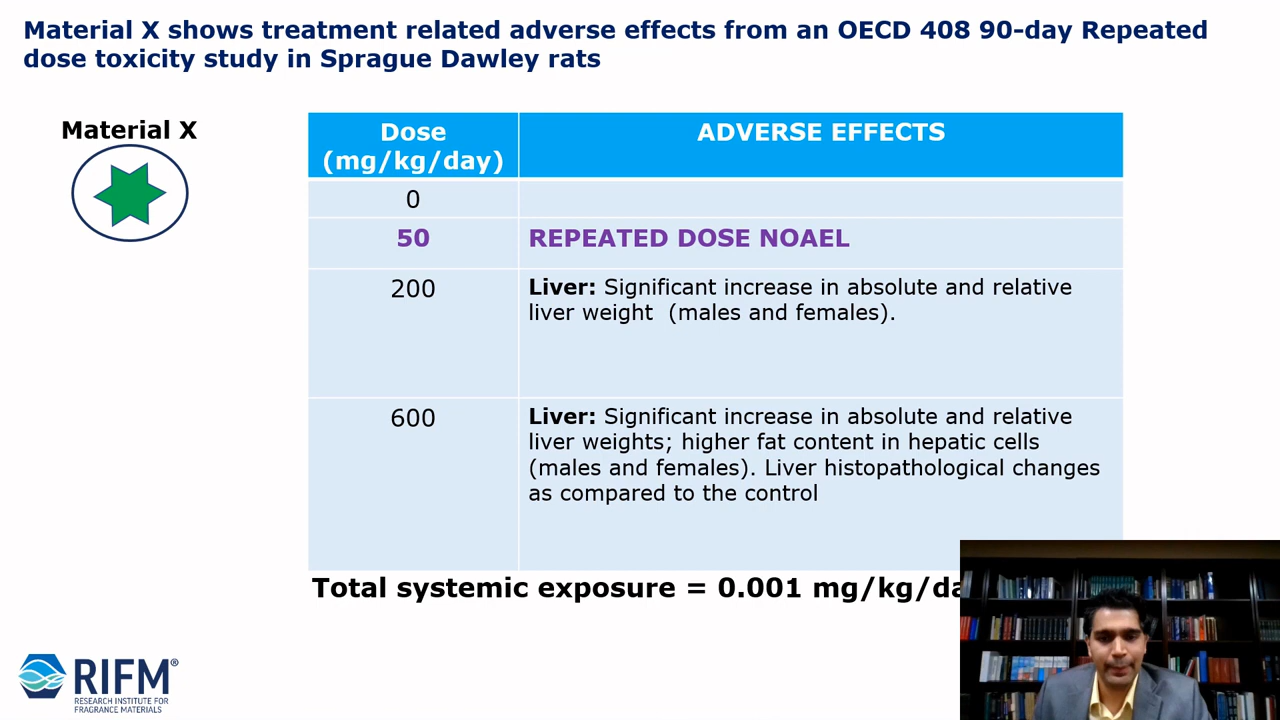 Material X shows treatment related adverse effects from an OECD 408 90-day Repeated
dose toxicity study in Sprague Dawley rats
Material X
Dose
(mg/kg/day)
ADVERSE EFFECTS
0
50
REPEATED DOSE NOAEL
200
Liver: Significant increase in absolute and relative
liver weight (males and females).
600
Liver: Significant increase in absolute and relative
liver weights; higher fat content in hepatic cells
(males and females). Liver histopathological changes
as compared to the control
Total systemic exposure = 0.001
RIFM®
RESEARCH INSTITUTE FOR
FRAGRANCE MATERIALS